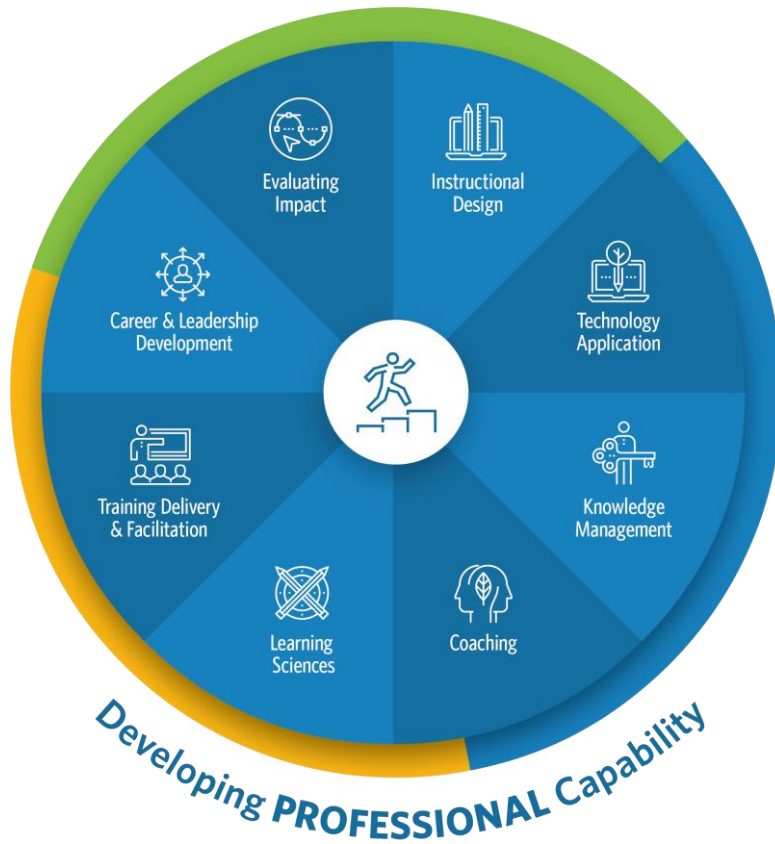 Evaluating
Impact
Instructional
Design
Technology
Application
Knowledge
Management
Coaching
Learning
Sciences
Training Delivery
& Facilitation
Career & Leadership
Development
Developing PROFESSIONAL Capability